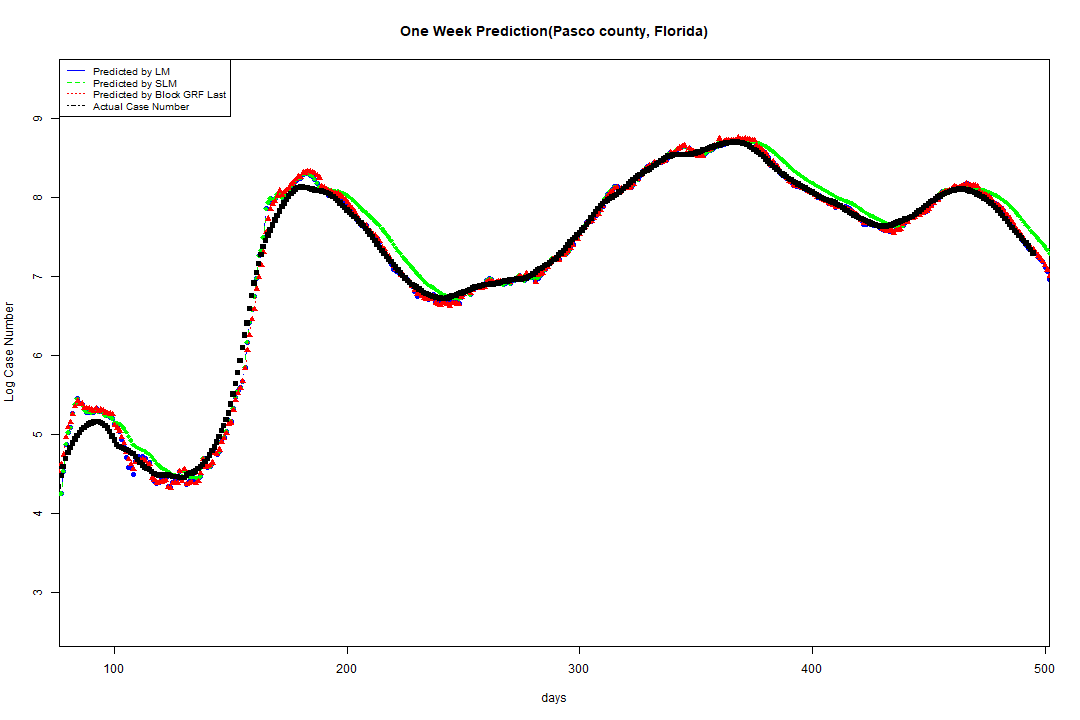 One Week Prediction(Pasco county, Florida)
Predicted by LM
Predicted by SLM
Predicted by Block GRF Last
Actual Case Number
9
8
7
6
5
4
3
Log Case Number
100
200
300
400
500
days